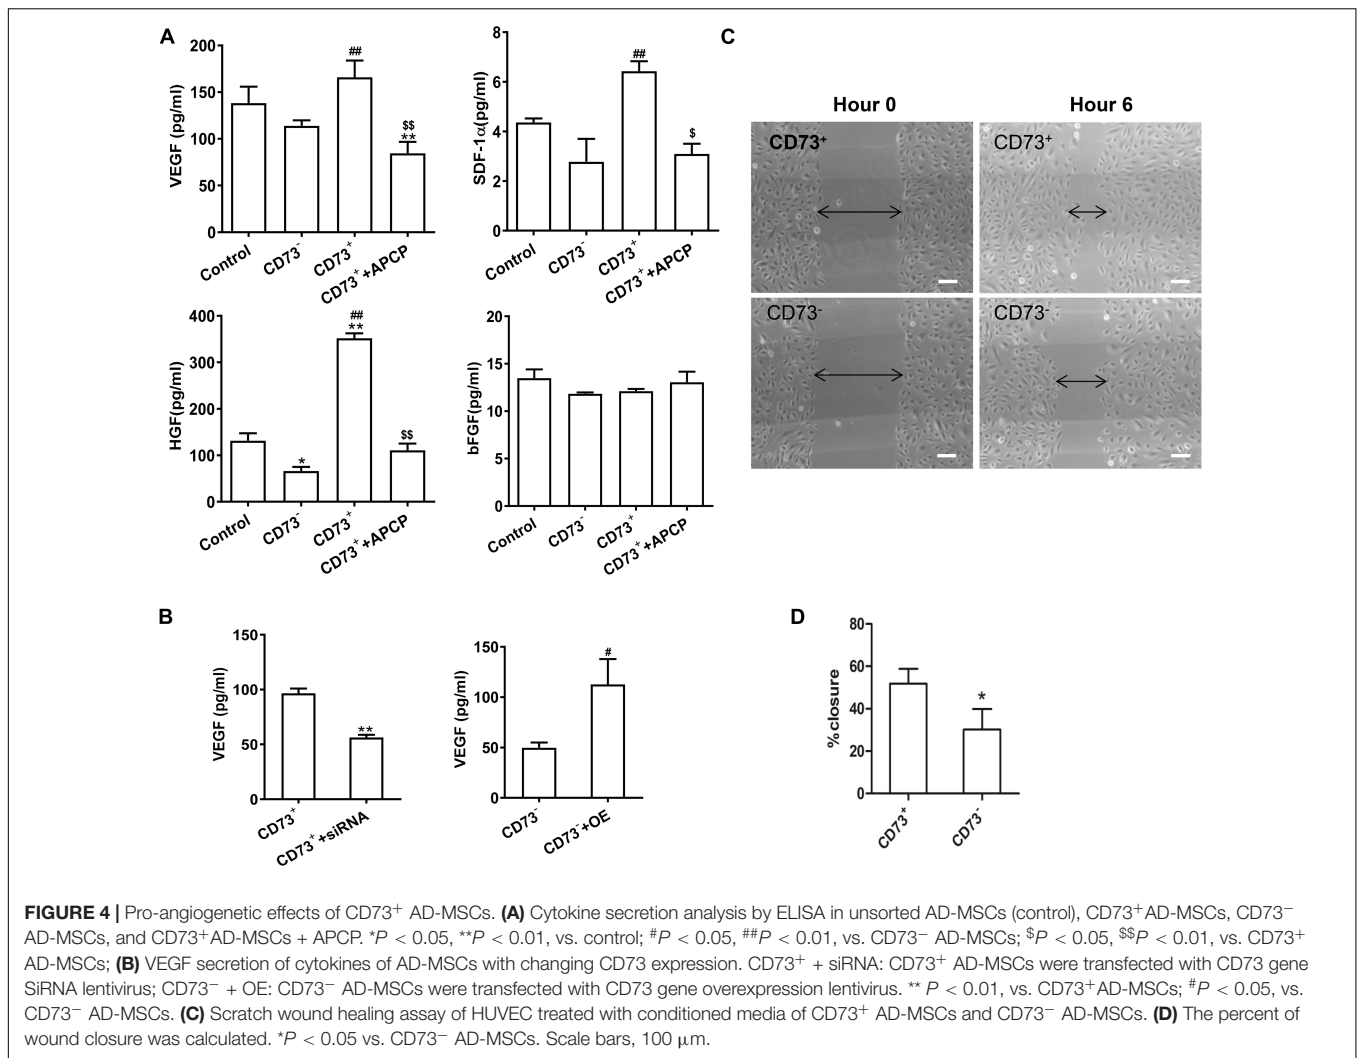 A
VEGF (pg/ml)
200
150
100
50
0
##
$$
**
Control
CD73⁻
CD73⁺
CD73⁺+APCP
SDF-1α(pg/ml)
8
6
4
2
0
##
$
Control
CD73⁻
CD73⁺
CD73⁺+APCP
HGF(pg/ml)
400
300
200
100
0
*
##
**
$$
Control
CD73⁻
CD73⁺
CD73⁺+APCP
bFGF(pg/ml)
20
15
10
5
0
Control
CD73⁻
CD73⁺
CD73⁺+APCP
C
Hour 0
Hour 6
CD73⁺
CD73⁺
CD73⁻
CD73⁻
B
VEGF (pg/ml)
150
100
50
0
**
CD73⁺
CD73⁺+siRNA
VEGF (pg/ml)
150
100
50
0
#
CD73⁻
CD73⁻+OE
D
%closure
80
60
40
20
0
*
CD73⁺
CD73⁻
FIGURE 4 | Pro-angiogenetic effects of CD73⁺ AD-MSCs. (A) Cytokine secretion analysis by ELISA in unsorted AD-MSCs (control), CD73⁺AD-MSCs, CD73⁻
AD-MSCs, and CD73⁺AD-MSCs + APCP. *P < 0.05, **P < 0.01, vs. control; #P < 0.05, ##P < 0.01, vs. CD73⁻ AD-MSCs; $P < 0.05, $$P < 0.01, vs. CD73⁺
AD-MSCs; (B) VEGF secretion of cytokines of AD-MSCs with changing CD73 expression. CD73⁺ + siRNA: CD73⁺ AD-MSCs were transfected with CD73 gene
SiRNA lentivirus; CD73⁻ + OE: CD73⁻ AD-MSCs were transfected with CD73 gene overexpression lentivirus. ** P < 0.01, vs. CD73⁺AD-MSCs; #P < 0.05, vs.
CD73⁻ AD-MSCs. (C) Scratch wound healing assay of HUVEC treated with conditioned media of CD73⁺ AD-MSCs and CD73⁻ AD-MSCs. (D) The percent of
wound closure was calculated. *P < 0.05 vs. CD73⁻ AD-MSCs. Scale bars, 100 μm.